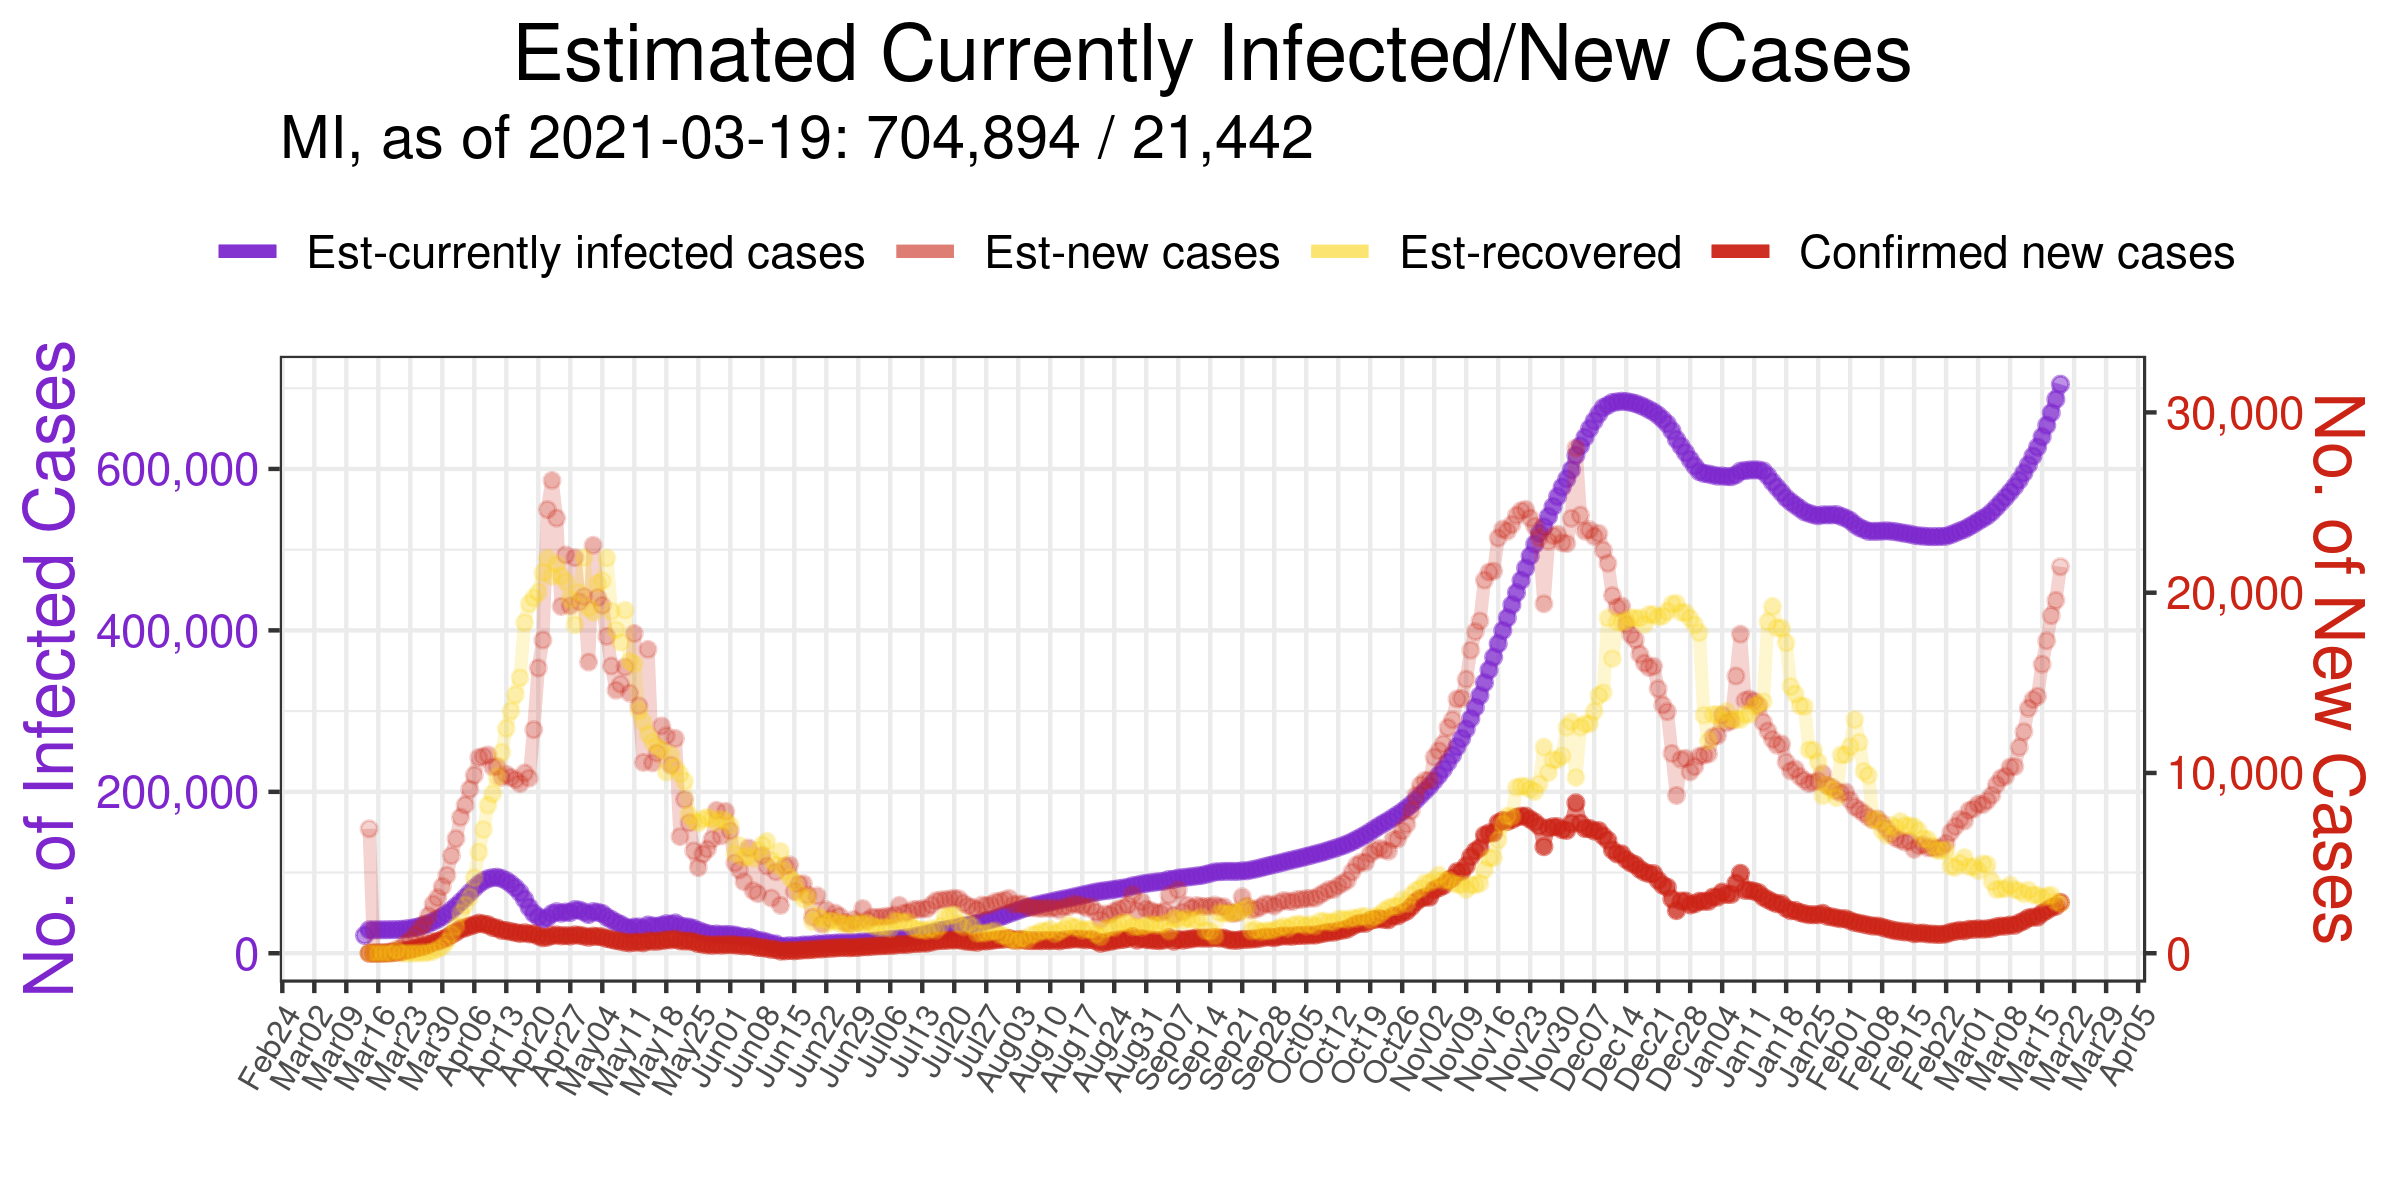 Estimated Currently Infected/New Cases
MI, as of 2021-03-19: 704,894 / 21,442
Est-currently infected cases
Est-new cases
Est-recovered
Confirmed new cases
No. of Infected Cases
600,000
400,000
200,000
0
30,000
20,000
10,000
0
No. of New Cases
Feb24
Mar02
Mar09
Mar16
Mar23
Mar30
Apr06
Apr13
Apr20
Apr27
May04
May11
May18
May25
Jun01
Jun08
Jun15
Jun22
Jun29
Jul06
Jul13
Jul20
Jul27
Aug03
Aug10
Aug17
Aug24
Aug31
Sep07
Sep14
Sep21
Sep28
Oct05
Oct12
Oct19
Oct26
Nov02
Nov09
Nov16
Nov23
Nov30
Dec07
Dec14
Dec21
Dec28
Jan04
Jan11
Jan18
Jan25
Feb01
Feb08
Feb15
Feb22
Mar01
Mar08
Mar15
Mar22
Mar29
Apr05